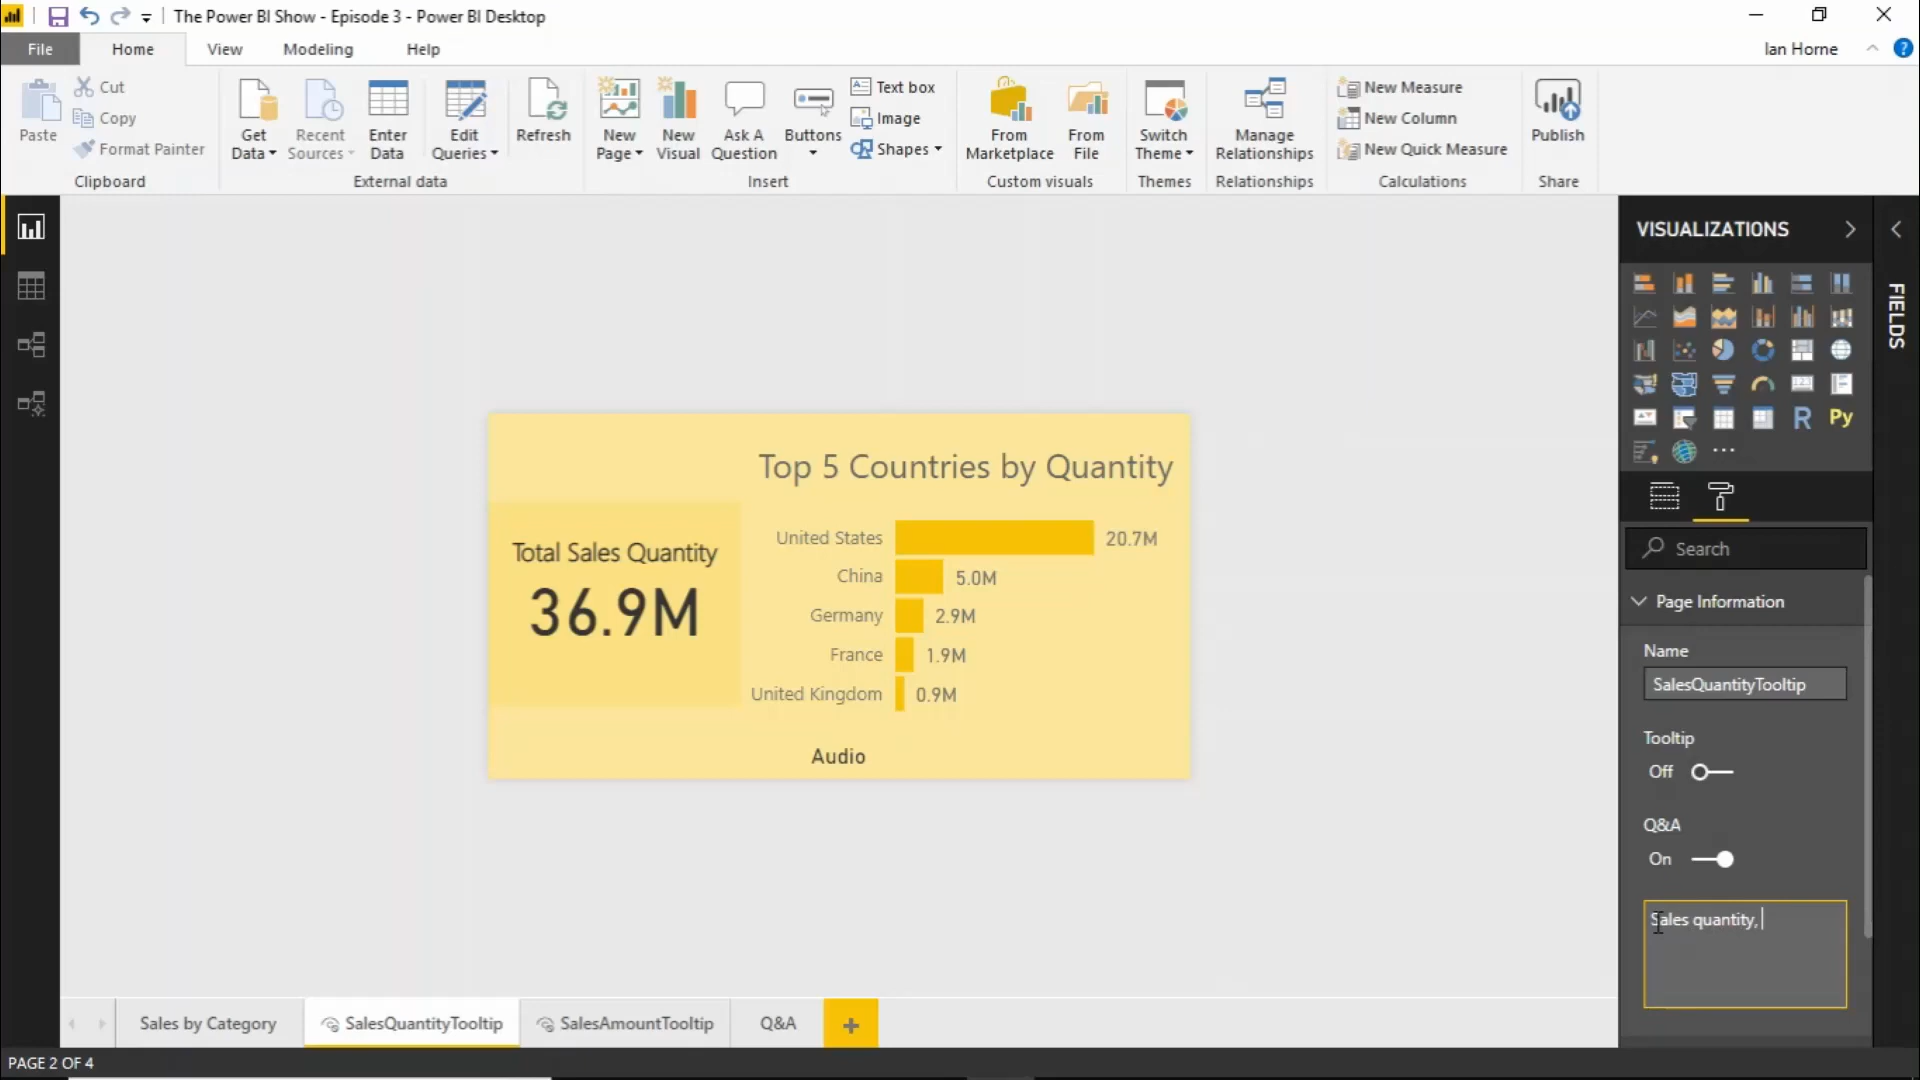 The Power BI Show - Episode 3 - Power BI Desktop
File Home View Modeling Help Ian Horne ?
Paste
Cut
Copy
Format Painter
Clipboard
Get Data
Recent Sources
Enter Data
Edit Queries
Refresh
External data
New Page
New Visual
Ask A Question
Buttons
Text box
Image
Shapes
Insert
From Marketplace
From File
Custom visuals
Switch Theme
Themes
Manage Relationships
Relationships
New Measure
New Column
New Quick Measure
Calculations
Publish
Share
Top 5 Countries by Quantity
Total Sales Quantity
36.9M
United States 20.7M
China 5.0M
Germany 2.9M
France 1.9M
United Kingdom 0.9M
Audio
VISUALIZATIONS
FIELDS
123
R Py
Search
Page Information
Name
SalesQuantityTooltip
Tooltip
Off
Q&A
On
Sales quantity,
Sales by Category SalesQuantityTooltip SalesAmountTooltip Q&A +
PAGE 2 OF 4